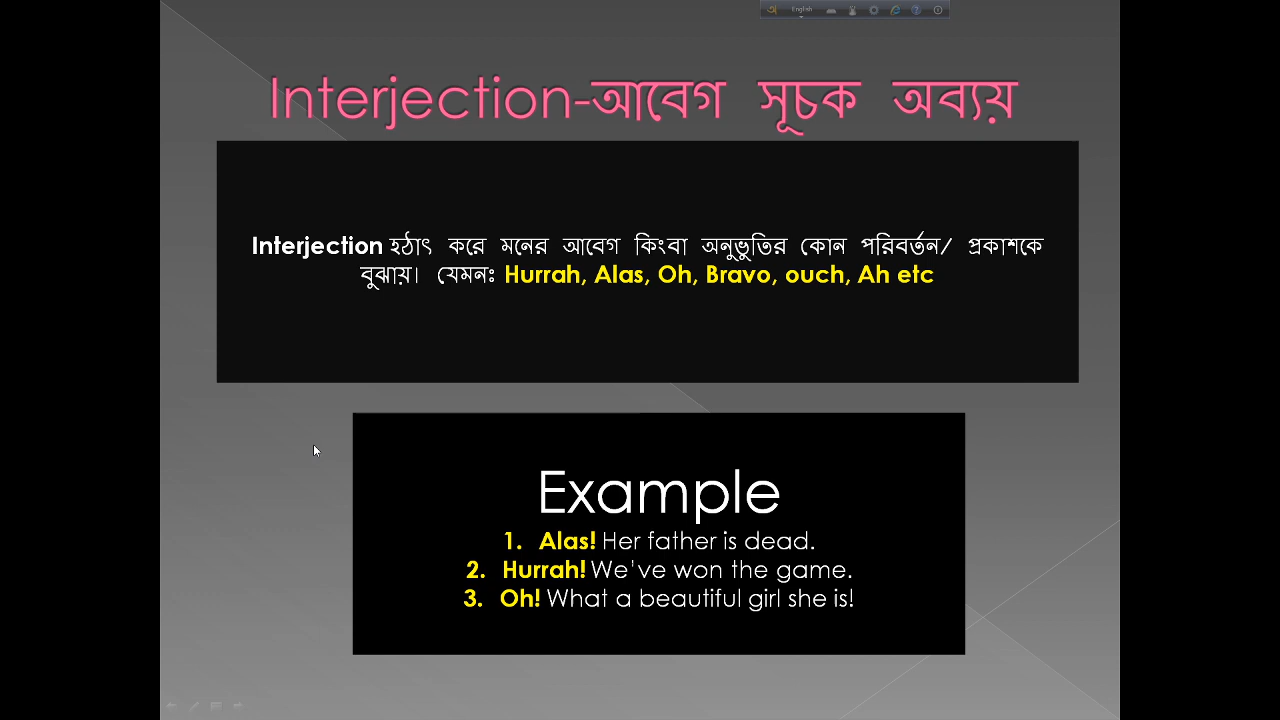 English
Interjection-আবেগ সূচক অব্যয়
Interjection হঠাৎ করে মনের আবেগ কিংবা অনুভুতির কোন পরিবর্তন/ প্রকাশকে
বুঝায়। যেমনঃ Hurrah, Alas, Oh, Bravo, ouch, Ah etc
Example
1. Alas! Her father is dead.
2. Hurrah! We've won the game.
3. Oh! What a beautiful girl she is!